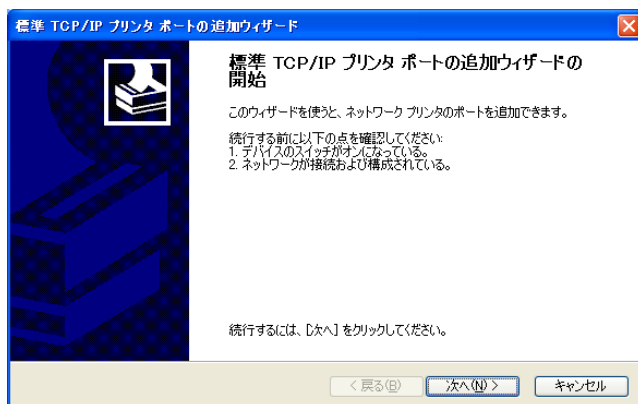 標準 TCP/IP プリンタ ポートの追加ウィザード
標準 TCP/IP プリンタ ポートの追加ウィザードの
開始
このウィザードを使うと、ネットワーク プリンタのポートを追加できます。
続行する前に以下の点を確認してください:
1. デバイスのスイッチがオンになっている。
2. ネットワークが接続および構成されている。
続行するには、[次へ] をクリックしてください。
< 戻る(B)
次へ(N) >
キャンセル